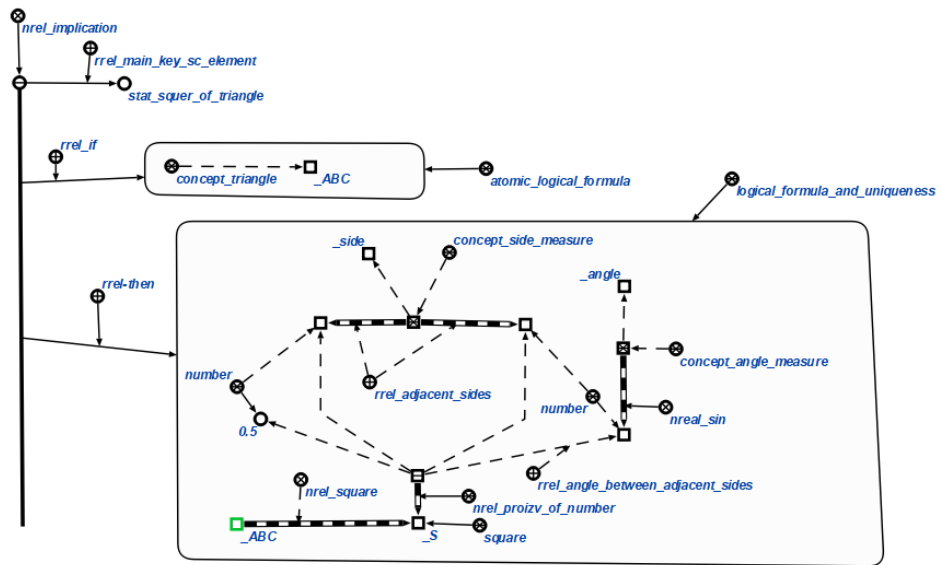 nrel_implication
rrel_main_key_sc_element
stat_squer_of_triangle
rrel_if
concept_triangle
_ABC
atomic_logical_formula
logical_formula_and_uniqueness
_side
concept_side_measure
_angle
rrel-then
concept_angle_measure
number
rrel_adjacent_sides
number
nreal_sin
0.5
nrel_square
rrel_angle_between_adjacent_sides
nrel_proizv_of_number
_ABC
_S
square